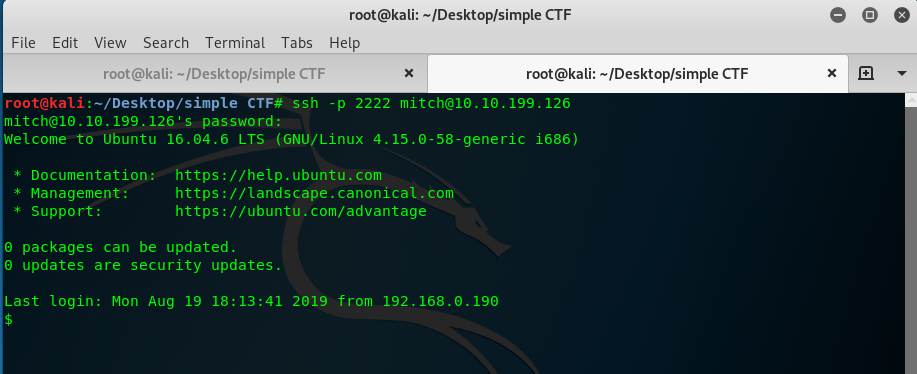 root@kali: ~/Desktop/simple CTF
File Edit View Search Terminal Tabs Help
root@kali: ~/Desktop/simple CTF root@kali: ~/Desktop/simple CTF
root@kali:~/Desktop/simple CTF# ssh -p 2222 mitch@10.10.199.126
mitch@10.10.199.126's password:
Welcome to Ubuntu 16.04.6 LTS (GNU/Linux 4.15.0-58-generic i686)
* Documentation: https://help.ubuntu.com
* Management: https://landscape.canonical.com
* Support: https://ubuntu.com/advantage
0 packages can be updated.
0 updates are security updates.
Last login: Mon Aug 19 18:13:41 2019 from 192.168.0.190
$